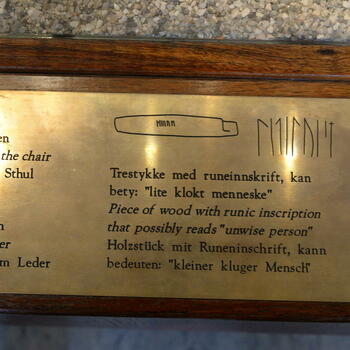 en
the chair
Sthul
n
er
m Leder
Trestykke med runeinnskrift, kan
bety: "lite klokt menneske"
Piece of wood with runic inscription
that possibly reads "unwise person"
Holzstück mit Runeninschrift, kann
bedeuten: "kleiner kluger Mensch"